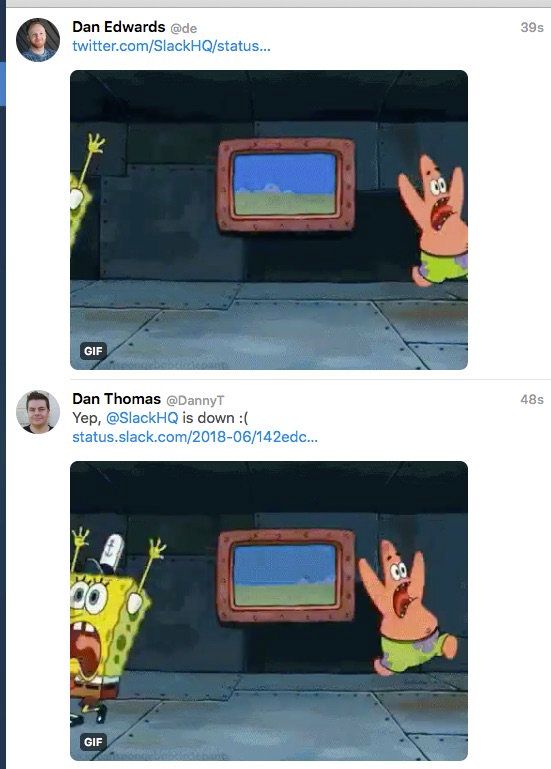 Dan Edwards @de 39s
twitter.com/SlackHQ/status...
GIF
Dan Thomas @DannyT 48s
Yep, @SlackHQ is down :(
status.slack.com/2018-06/142edc...
GIF